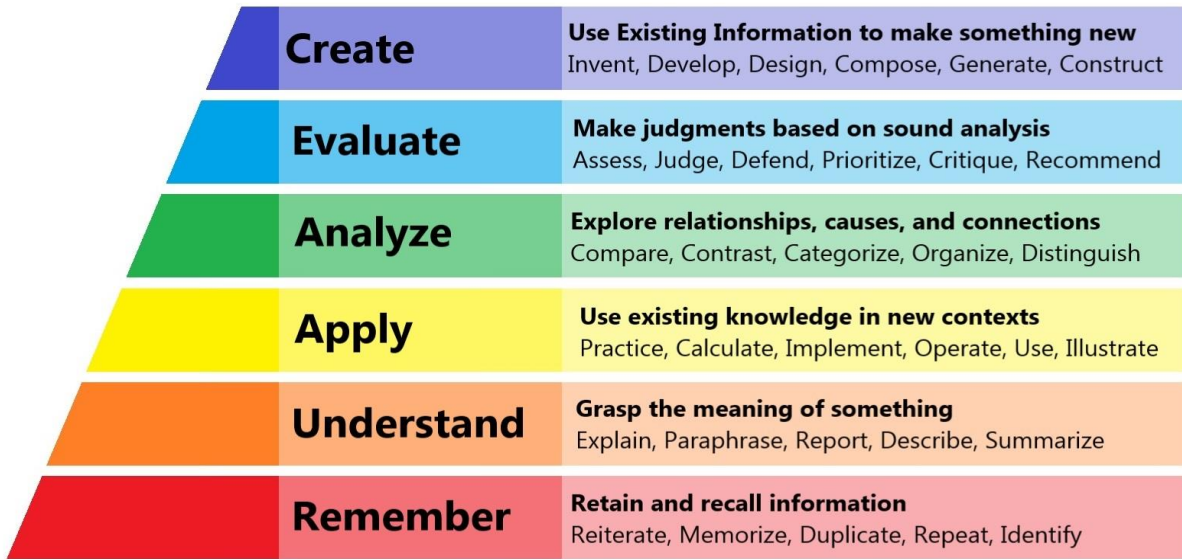 Create
Use Existing Information to make something new
Invent, Develop, Design, Compose, Generate, Construct
Evaluate
Make judgments based on sound analysis
Assess, Judge, Defend, Prioritize, Critique, Recommend
Analyze
Explore relationships, causes, and connections
Compare, Contrast, Categorize, Organize, Distinguish
Apply
Use existing knowledge in new contexts
Practice, Calculate, Implement, Operate, Use, Illustrate
Understand
Grasp the meaning of something
Explain, Paraphrase, Report, Describe, Summarize
Remember
Retain and recall information
Reiterate, Memorize, Duplicate, Repeat, Identify